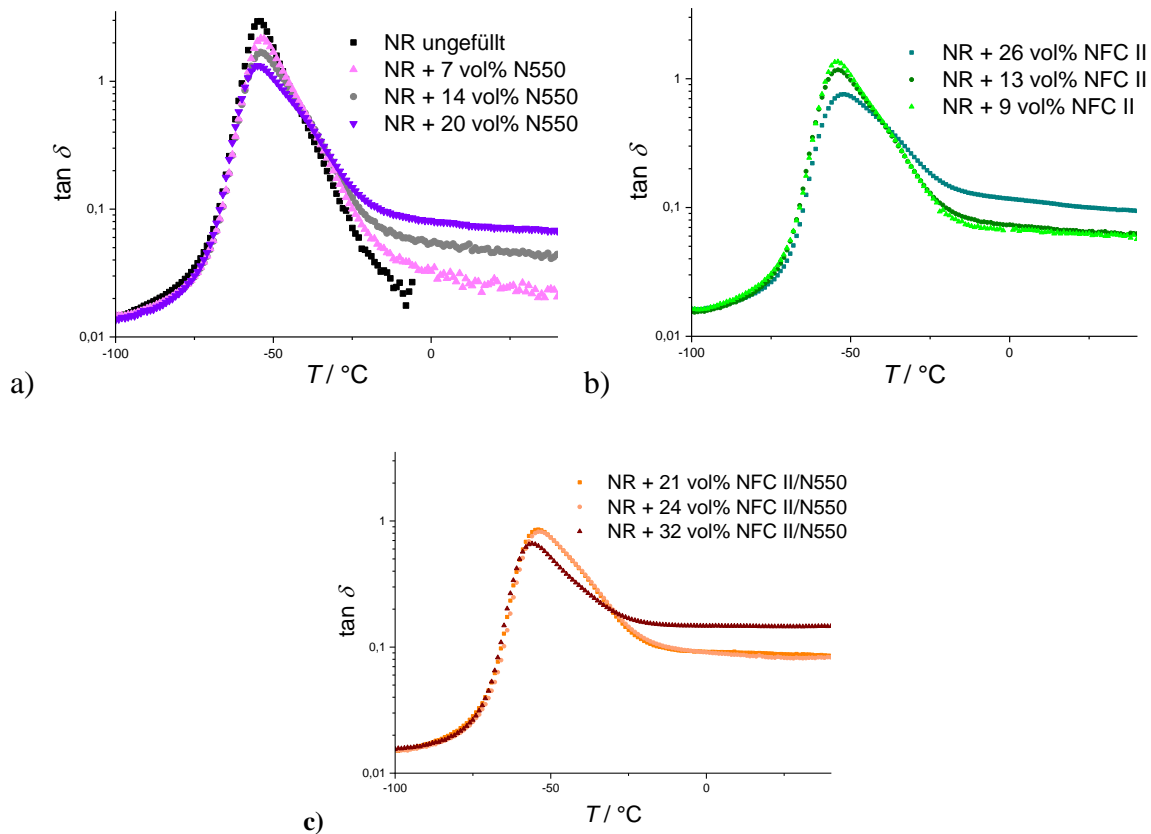 NR ungefüllt
NR + 7 vol% N550
NR + 14 vol% N550
NR + 20 vol% N550
1
0,1
0,01
tan δ
-100
-50
0
T / °C
a)
NR + 26 vol% NFC II
NR + 13 vol% NFC II
NR + 9 vol% NFC II
1
0,1
0,01
tan δ
-100
-50
0
T / °C
b)
NR + 21 vol% NFC II/N550
NR + 24 vol% NFC II/N550
NR + 32 vol% NFC II/N550
1
0,1
0,01
tan δ
-100
-50
0
T / °C
c)